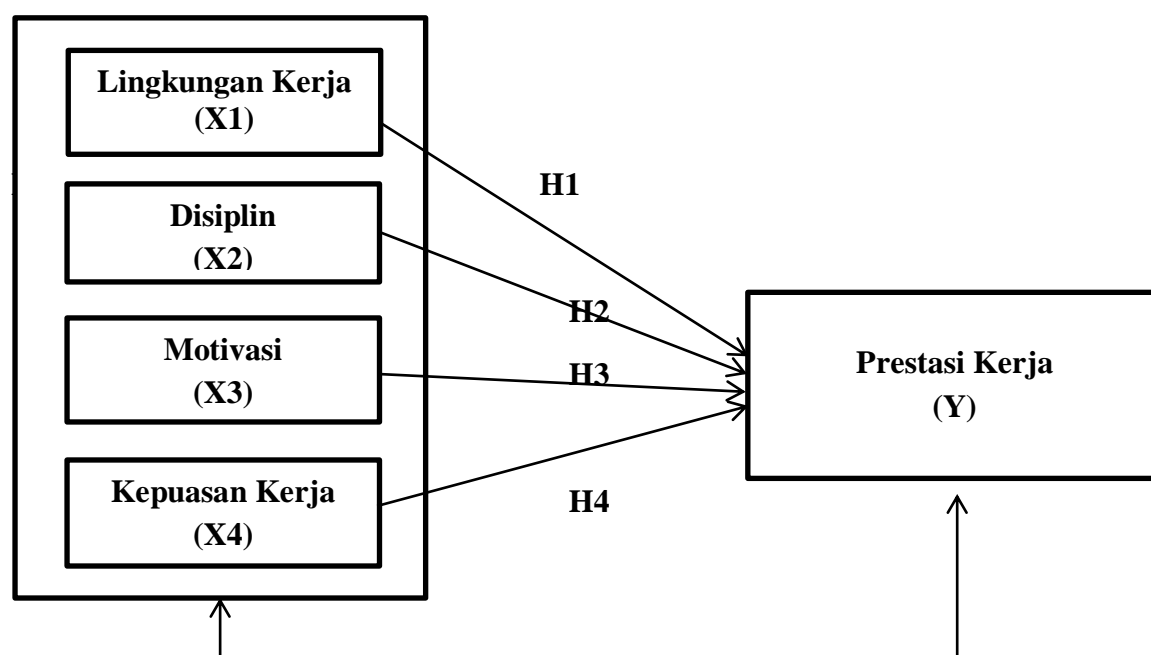 Lingkungan Kerja
(X1)
H1
Disiplin
(X2)
H2
Motivasi
(X3)
H3
Prestasi Kerja
(Y)
Kepuasan Kerja
(X4)
H4